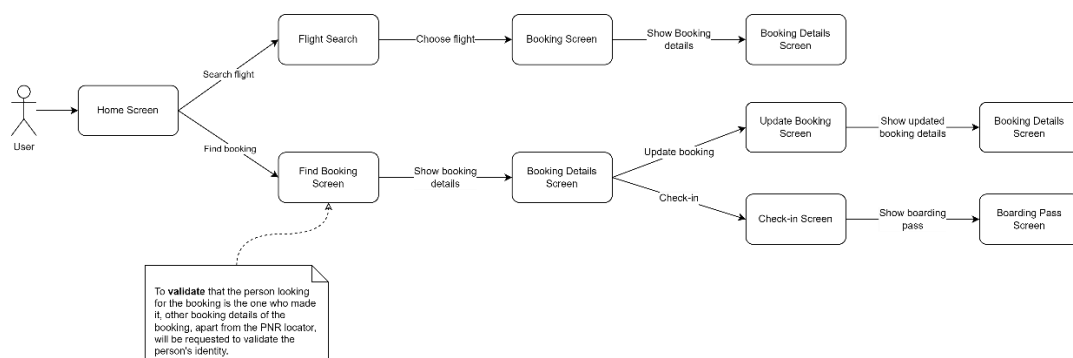 Flight Search
Choose flight
Booking Screen
Show Booking
details
Booking Details
Screen
Search flight
User
Home Screen
Find booking
Find Booking
Screen
Show booking
details
Booking Details
Screen
Update booking
Update Booking
Screen
Show updated
booking details
Booking Details
Screen
Check-in
Check-in Screen
Show boarding
pass
Boarding Pass
Screen
To validate that the person looking
for the booking is the one who made
it, other booking details of the
booking, apart from the PNR locator,
will be requested to validate the
person's identity.